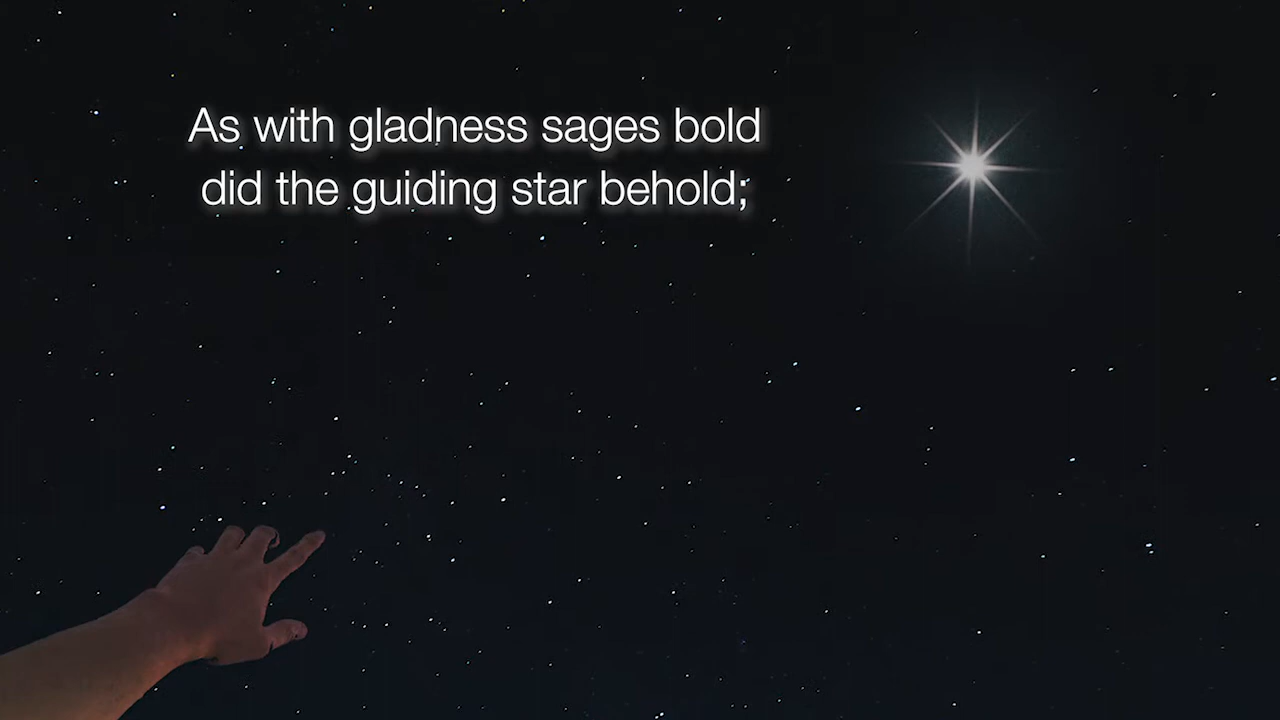 As with gladness sages bold
did the guiding star behold;